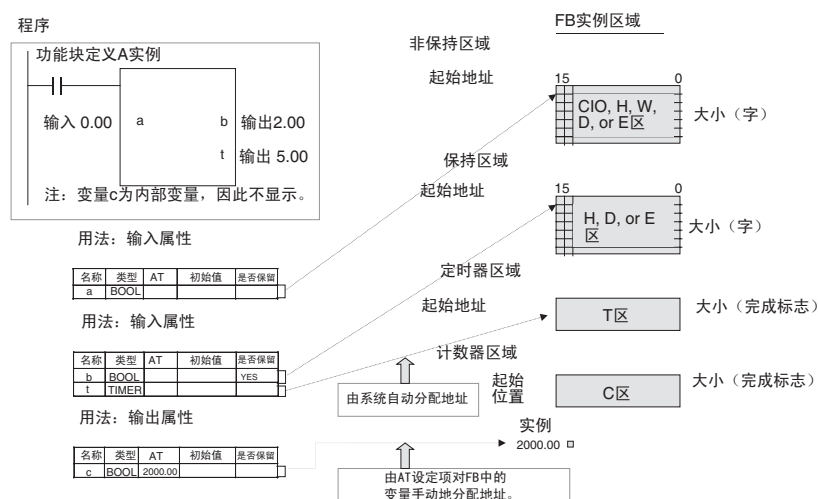 程序
功能块定义A实例
输入 0.00
a
b
输出2.00
t
输出 5.00
注：变量c为内部变量，因此不显示。
用法：输入属性
名称 类型 AT 初始值 是否保留
a BOOL
用法：输入属性
名称 类型 AT 初始值 是否保留
b BOOL YES
t TIMER
用法：输出属性
名称 类型 AT 初始值 是否保留
c BOOL 2000.00
由系统自动分配地址
由AT设定项对FB中的
变量手动地分配地址。
FB实例区域
非保持区域
起始地址
15 0
CIO, H, W,
D, or E区
大小（字）
保持区域
起始地址
15 0
H, D, or E
区
大小（字）
定时器区域
起始地址
T区
大小（完成标志）
计数器区域
起始
位置
C区
大小（完成标志）
实例
2000.00